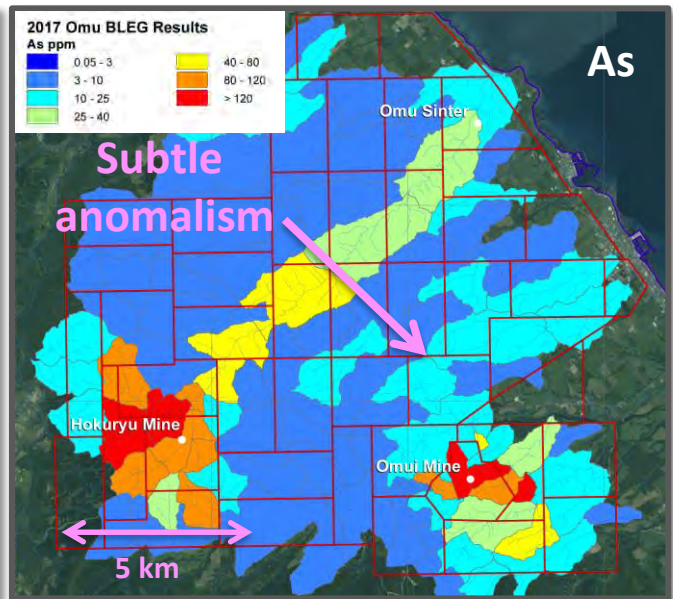 2017 Omu BLEG Results
As ppm
0.05 - 3
3 - 10
10 - 25
25 - 40
40 - 80
80 - 120
> 120
As
Omu Sinter
Subtle
anomalism
Hokuryu Mine
Omui Mine
5 km